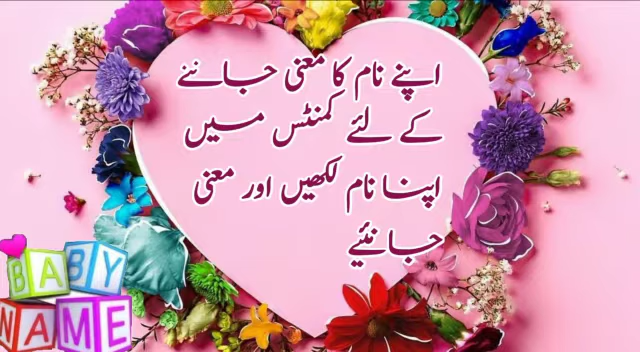 اپنے نام کا معنی جاننے
کے لئے کمنٹس میں
اپنا نام لکھیں اور معنی
جانئیے
BABY
NAME